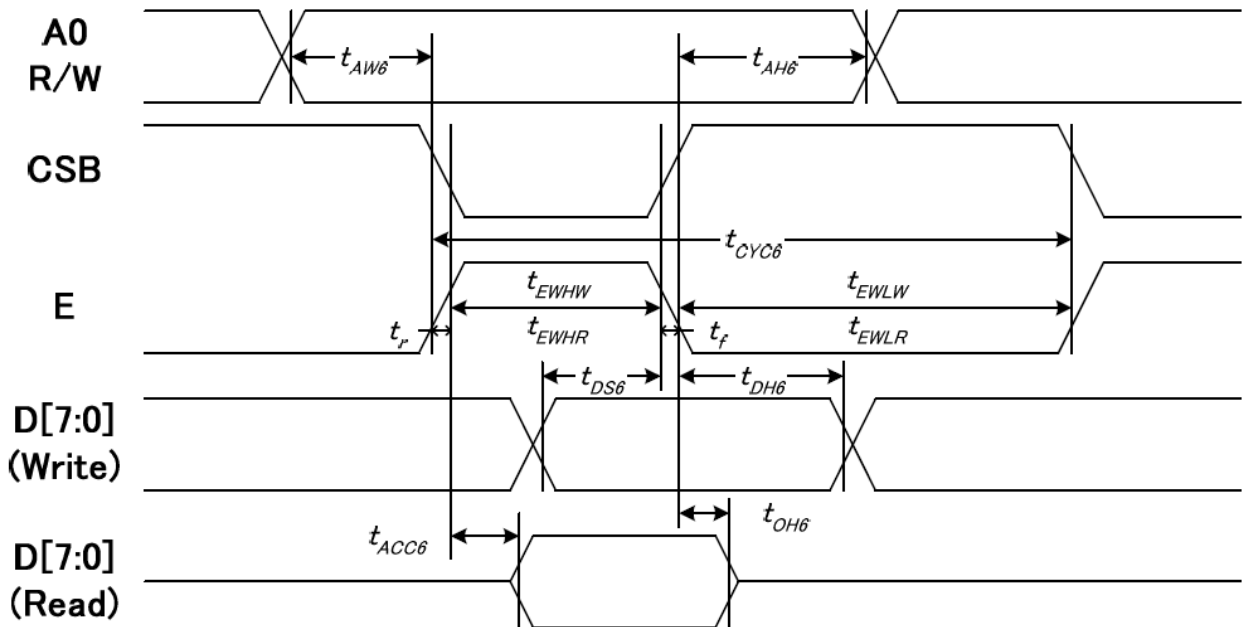 A0
R/W
t_AW6
t_AH6
CSB
t_CYC6
E
t_EWHW
t_EWLW
t_r
t_EWHR
t_f
t_EWLR
t_DS6
t_DH6
D[7:0]
(Write)
t_ACC6
t_OH6
D[7:0]
(Read)